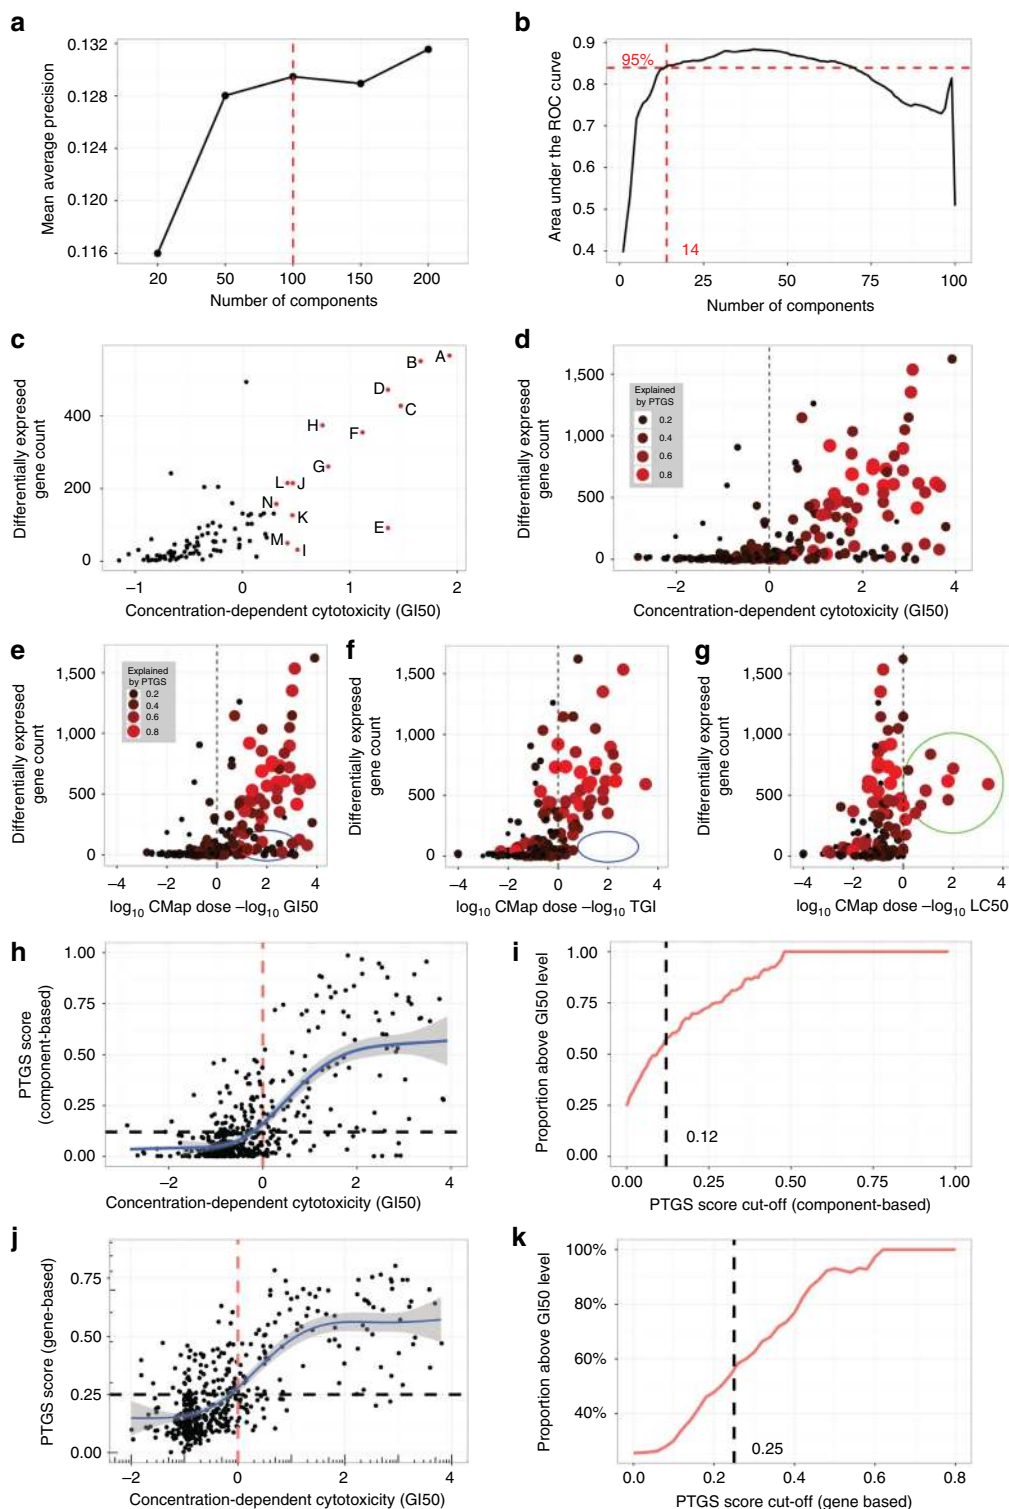 a
0.132
0.128
0.124
0.120
0.116
Mean average precision
20 50 100 150 200
Number of components
b
0.9
0.8
0.7
0.6
0.5
0.4
Area under the ROC curve
95%
14
0 25 50 75 100
Number of components
c
400
200
0
Differentially expresed
gene count
A
B
D
C
H
F
G
L J
N
K
E
M
I
−1 0 1 2
Concentration-dependent cytotoxicity (GI50)
d
1,500
1,000
500
0
Differentially expresed
gene count
Explained
by PTGS
0.2
0.4
0.6
0.8
−2 0 2 4
Concentration-dependent cytotoxicity (GI50)
e
1,500
1,000
500
0
Differentially expresed
gene count
Explained
by PTGS
0.2
0.4
0.6
0.8
−4 −2 0 2 4
log10 CMap dose −log10 GI50
f
1,500
1,000
500
0
Differentially expresed
gene count
−4 −2 0 2 4
log10 CMap dose −log10 TGI
g
1,500
1,000
500
0
Differentially expresed
gene count
−4 −2 0 2 4
log10 CMap dose −log10 LC50
h
1.00
0.75
0.50
0.25
0.00
PTGS score
(component-based)
−2 0 2 4
Concentration-dependent cytotoxicity (GI50)
i
1.00
0.75
0.50
0.25
0.00
Proportion above GI50 level
0.12
0.00 0.25 0.50 0.75 1.00
PTGS score cut-off (component-based)
j
0.75
0.50
0.25
0.00
PTGS score (gene-based)
−2 0 2 4
Concentration-dependent cytotoxicity (GI50)
k
100%
80%
60%
40%
Proportion above GI50 level
0.25
0.0 0.2 0.4 0.6 0.8
PTGS score cut-off (gene based)